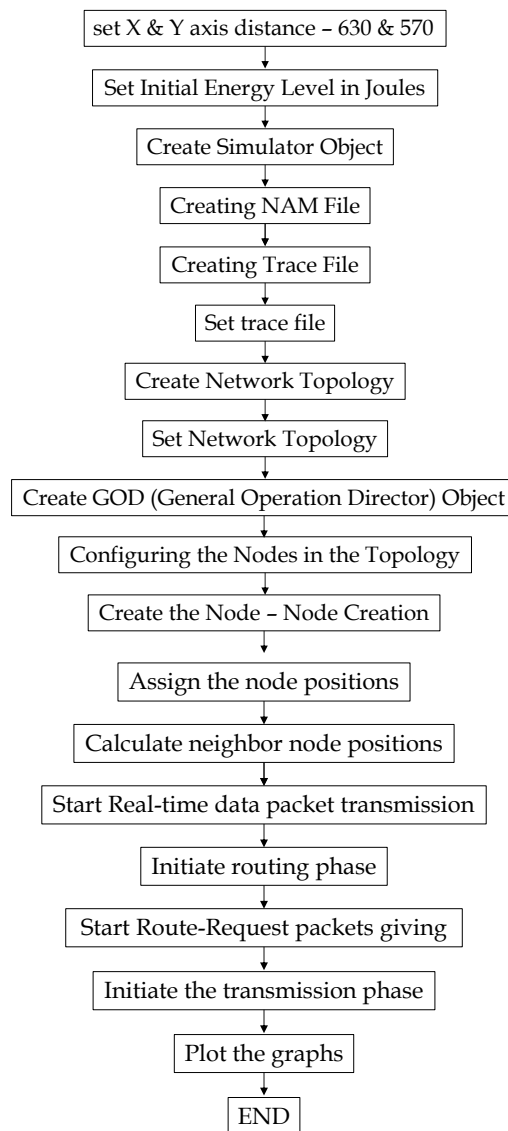 set X & Y axis distance – 630 & 570
Set Initial Energy Level in Joules
Create Simulator Object
Creating NAM File
Creating Trace File
Set trace file
Create Network Topology
Set Network Topology
Create GOD (General Operation Director) Object
Configuring the Nodes in the Topology
Create the Node – Node Creation
Assign the node positions
Calculate neighbor node positions
Start Real-time data packet transmission
Initiate routing phase
Start Route-Request packets giving
Initiate the transmission phase
Plot the graphs
END